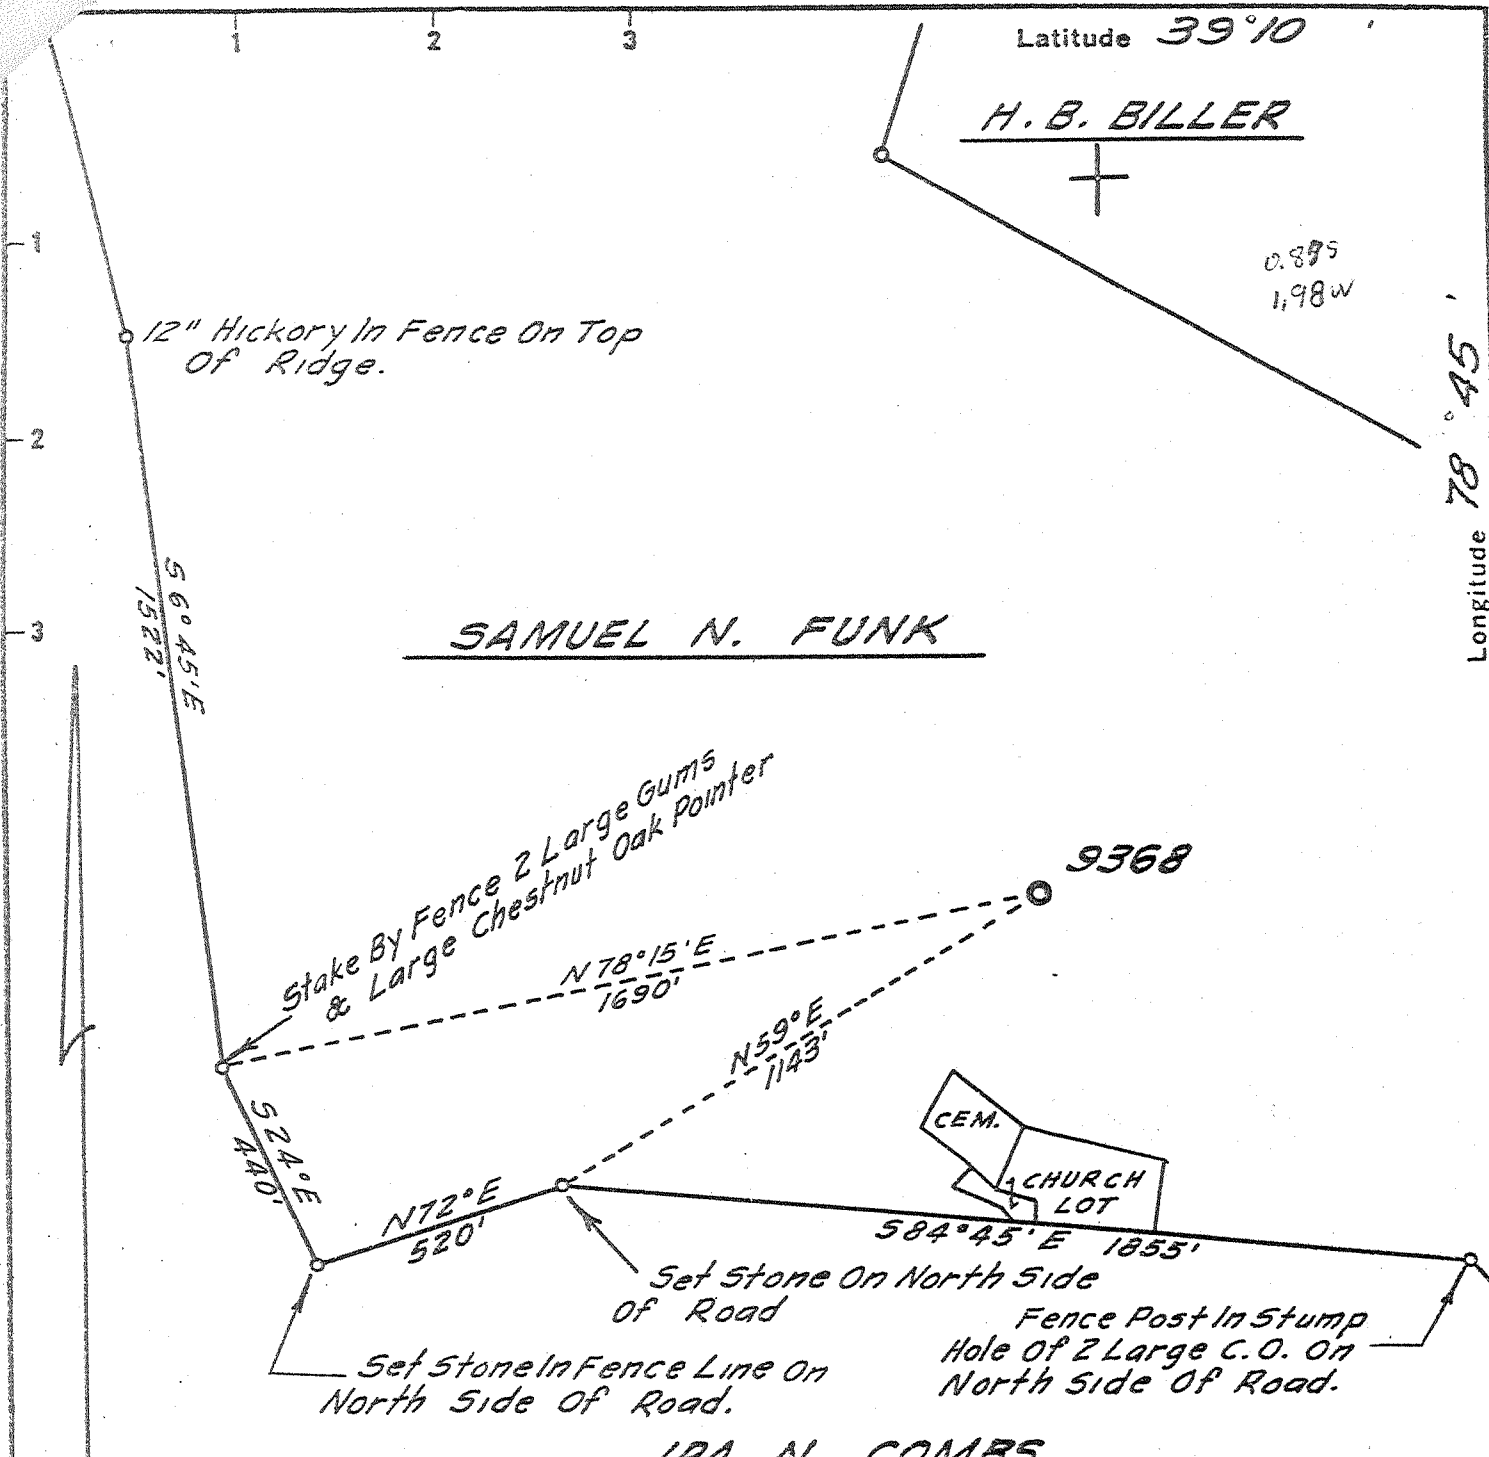 1
2
3
Latitude 39°10 '
H. B. BILLER
1
0.89S
1.98W
12" Hickory In Fence On Top
Of Ridge.
Longitude 78 ° 45 '
2
3
S 6°45'E
1522'
SAMUEL N. FUNK
Stake By Fence 2 Large Gums
& Large Chestnut Oak Pointer
9368
N 78°15'E
1690'
N59°E
1143'
S24°E
440'
CEM.
CHURCH
LOT
N72°E
520'
S84°45'E 1855'
Set Stone On North Side
Of Road
Fence Post In Stump
Hole Of 2 Large C.O. On
North Side Of Road.
Set Stone In Fence Line On
North Side Of Road.
IRA N. COMBS